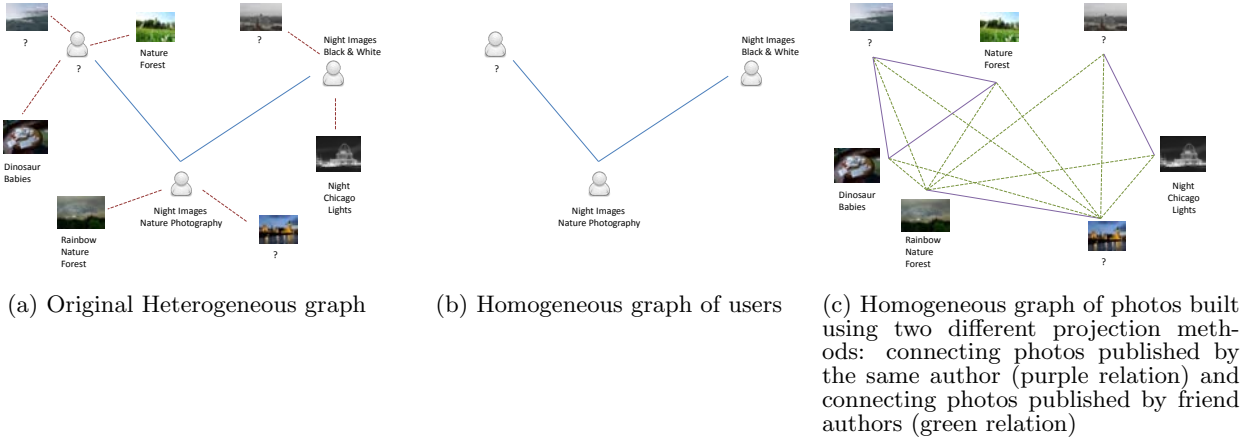 ?
?
Nature
Forest
Night Images
Black & White
?
Dinosaur
Babies
Night
Chicago
Lights
Rainbow
Nature
Forest
Night Images
Nature Photography
?
(a) Original Heterogeneous graph
?
Night Images
Black & White
Night Images
Nature Photography
(b) Homogeneous graph of users
?
Nature
Forest
?
Dinosaur
Babies
Night
Chicago
Lights
Rainbow
Nature
Forest
?
(c) Homogeneous graph of photos built
using two different projection meth-
ods: connecting photos published by
the same author (purple relation) and
connecting photos published by friend
authors (green relation)